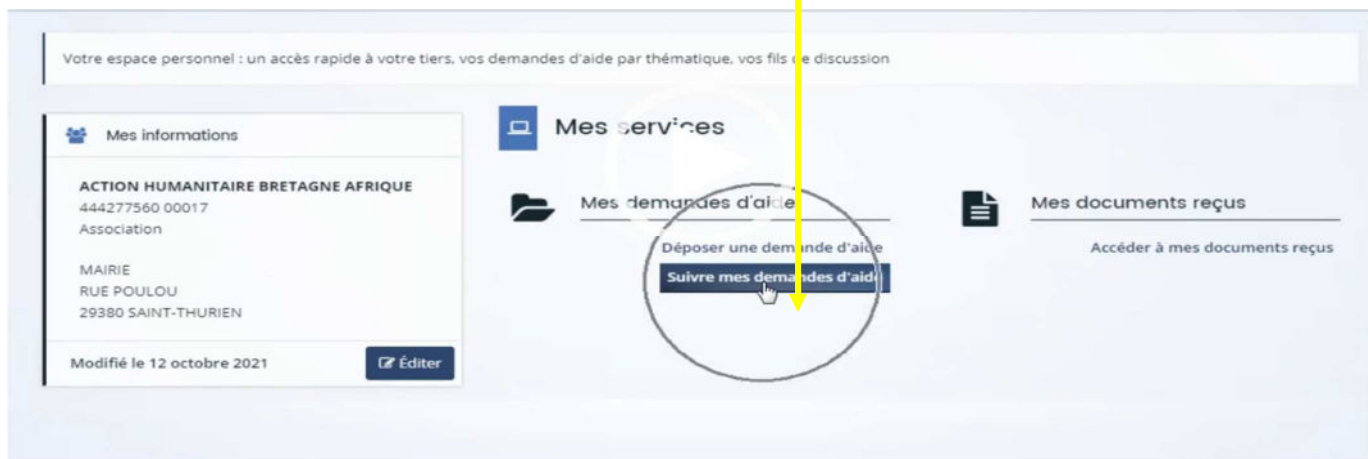 Votre espace personnel : un accès rapide à votre tiers, vos demandes d'aide par thématique, vos fils de discussion
Mes informations
ACTION HUMANITAIRE BRETAGNE AFRIQUE
444277560 00017
Association
MAIRIE
RUE POULOU
29380 SAINT-THURIEN
Modifié le 12 octobre 2021
Éditer
Mes services
Mes demandes d'aide
Déposer une demande d'aide
Suivre mes demandes d'aide
Mes documents reçus
Accéder à mes documents reçus